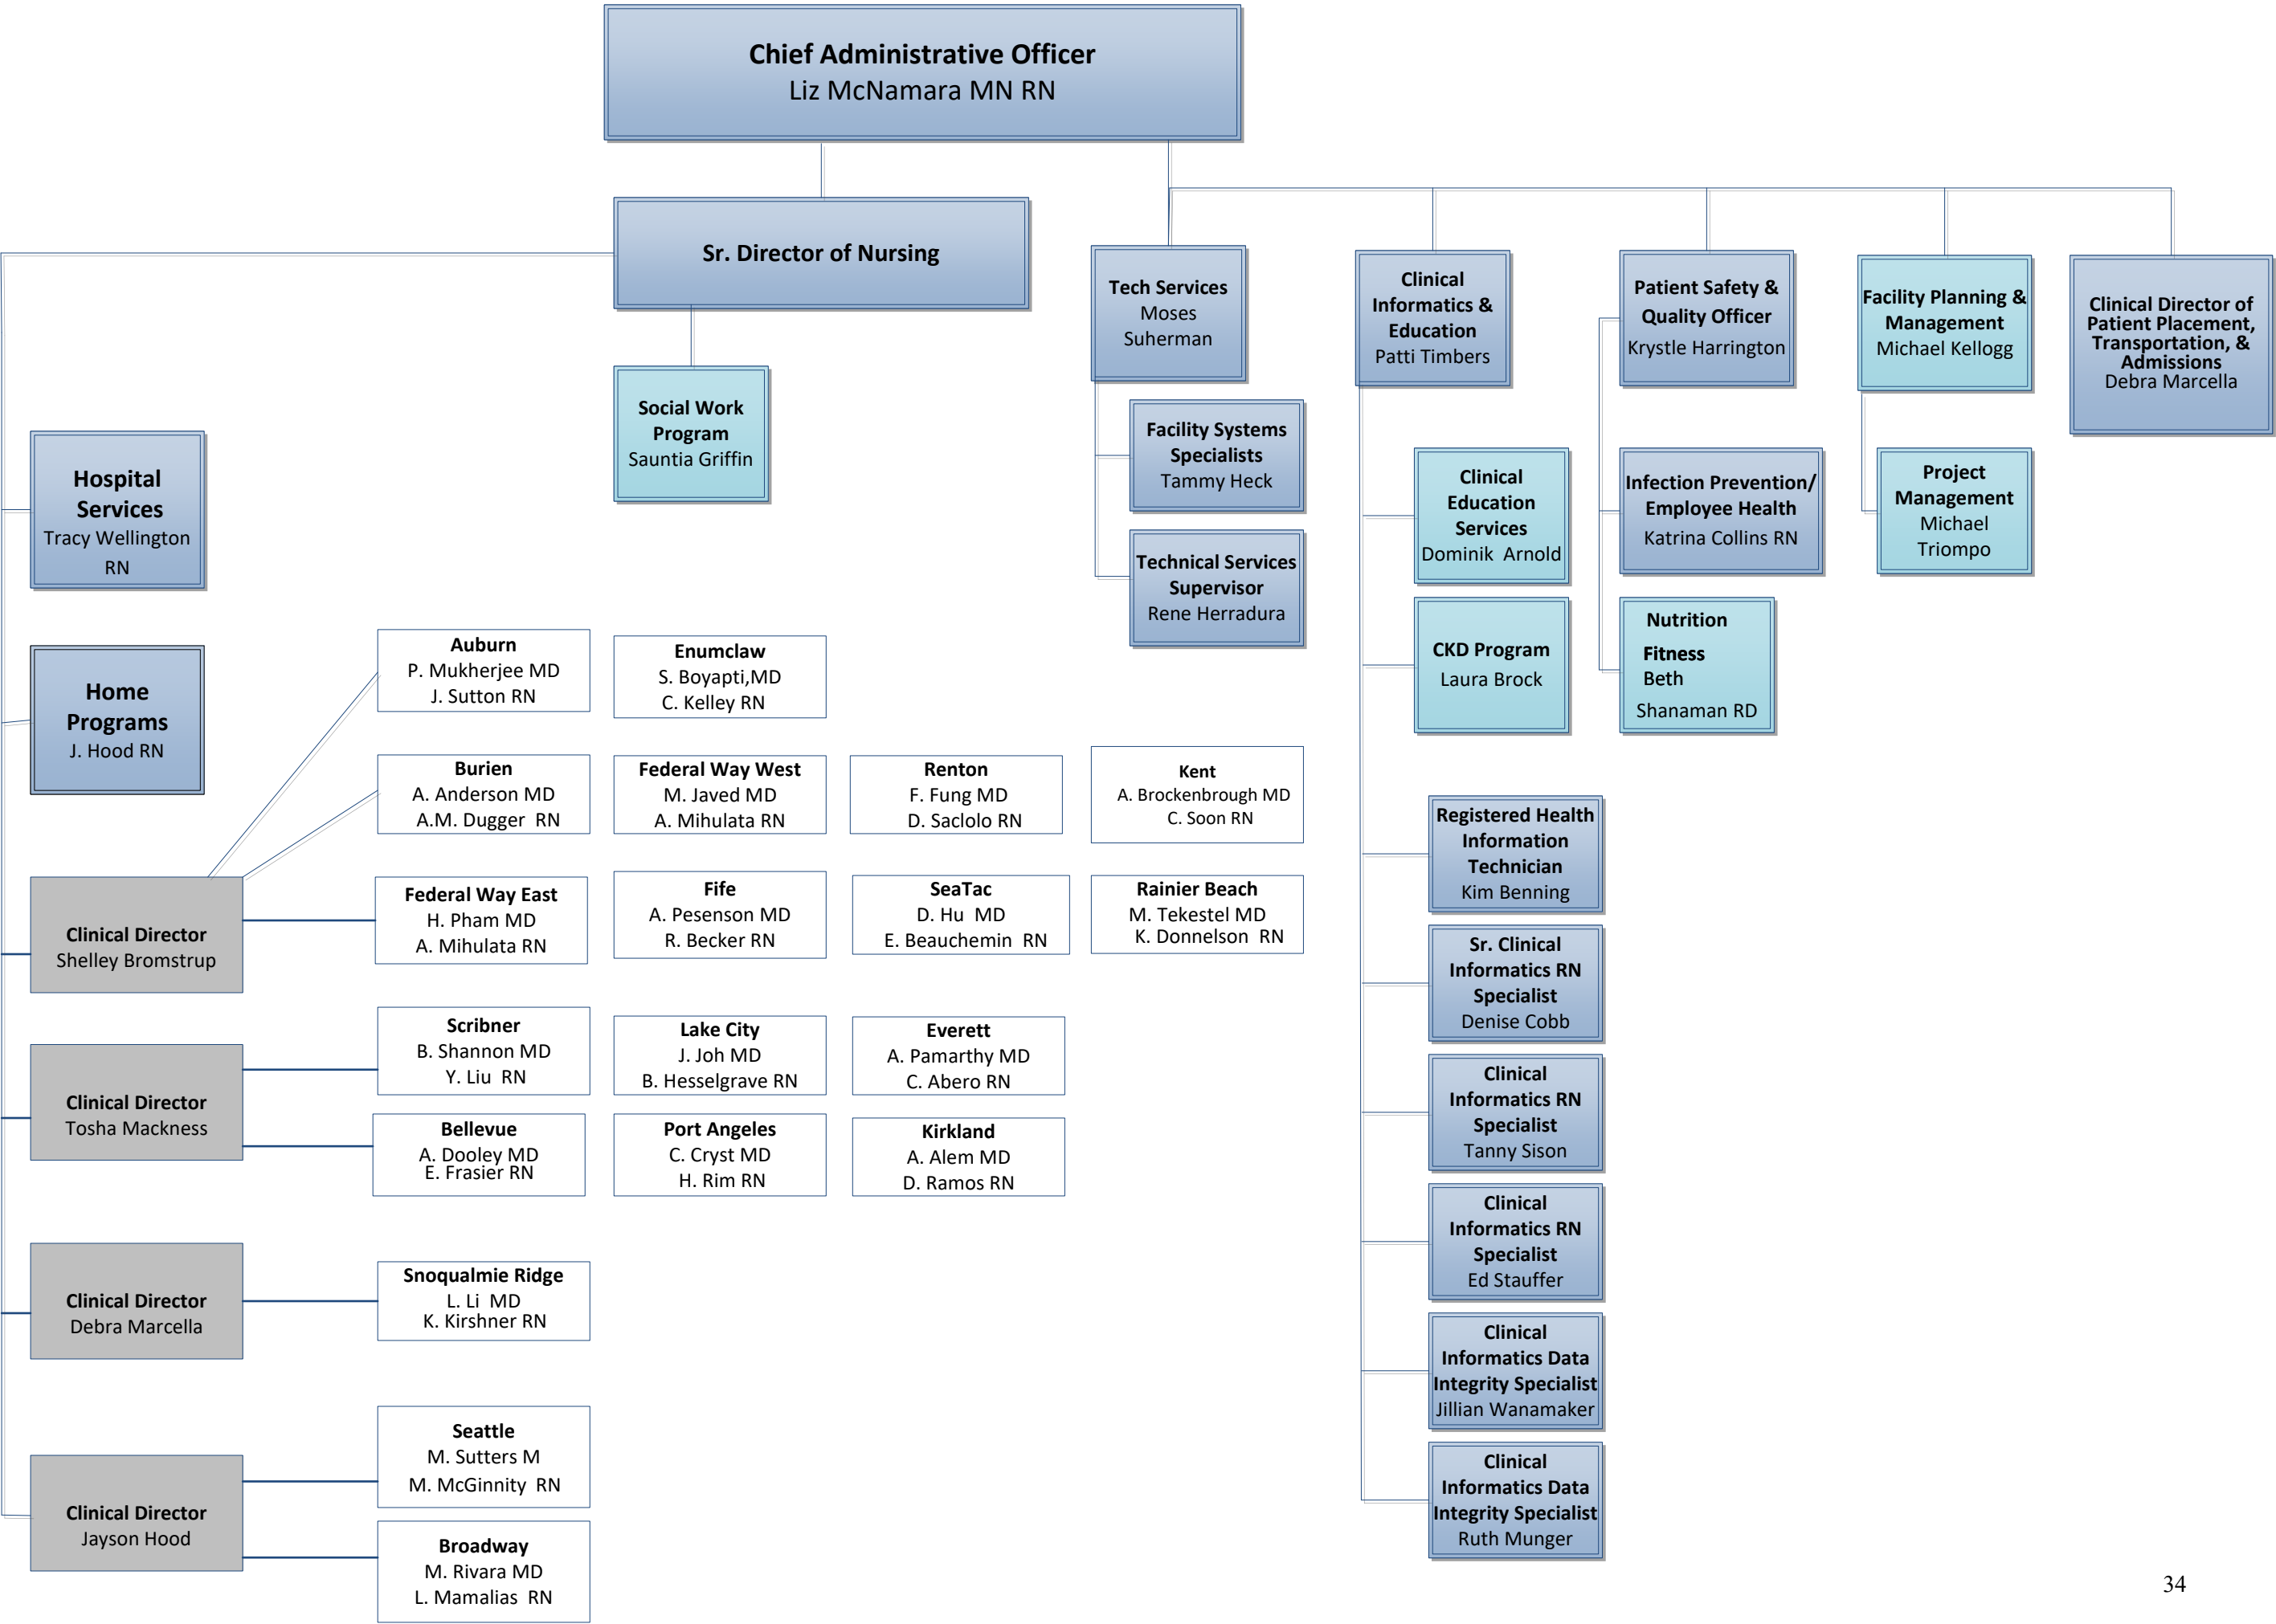 Chief Administrative Officer
Liz McNamara MN RN
Sr. Director of Nursing
Tech Services
Moses
Suherman
Clinical
Informatics &
Education
Patti Timbers
Patient Safety &
Quality Officer
Krystle Harrington
Facility Planning &
Management
Michael Kellogg
Clinical Director of
Patient Placement,
Transportation, &
Admissions
Debra Marcella
Social Work
Program
Sauntia Griffin
Facility Systems
Specialists
Tammy Heck
Technical Services
Supervisor
Rene Herradura
Clinical
Education
Services
Dominik Arnold
CKD Program
Laura Brock
Infection Prevention/
Employee Health
Katrina Collins RN
Nutrition
Fitness
Beth
Shanaman RD
Project
Management
Michael
Triompo
Hospital
Services
Tracy Wellington
RN
Home
Programs
J. Hood RN
Auburn
P. Mukherjee MD
J. Sutton RN
Enumclaw
S. Boyapti,MD
C. Kelley RN
Burien
A. Anderson MD
A.M. Dugger RN
Federal Way West
M. Javed MD
A. Mihulata RN
Renton
F. Fung MD
D. Saclolo RN
Kent
A. Brockenbrough MD
C. Soon RN
Clinical Director
Shelley Bromstrup
Federal Way East
H. Pham MD
A. Mihulata RN
Fife
A. Pesenson MD
R. Becker RN
SeaTac
D. Hu MD
E. Beauchemin RN
Rainier Beach
M. Tekestel MD
K. Donnelson RN
Clinical Director
Tosha Mackness
Scribner
B. Shannon MD
Y. Liu RN
Lake City
J. Joh MD
B. Hesselgrave RN
Everett
A. Pamarthy MD
C. Abero RN
Bellevue
A. Dooley MD
E. Frasier RN
Port Angeles
C. Cryst MD
H. Rim RN
Kirkland
A. Alem MD
D. Ramos RN
Clinical Director
Debra Marcella
Snoqualmie Ridge
L. Li MD
K. Kirshner RN
Clinical Director
Jayson Hood
Seattle
M. Sutters M
M. McGinnity RN
Broadway
M. Rivara MD
L. Mamalias RN
Registered Health
Information
Technician
Kim Benning
Sr. Clinical
Informatics RN
Specialist
Denise Cobb
Clinical
Informatics RN
Specialist
Tanny Sison
Clinical
Informatics RN
Specialist
Ed Stauffer
Clinical
Informatics Data
Integrity Specialist
Jillian Wanamaker
Clinical
Informatics Data
Integrity Specialist
Ruth Munger
34